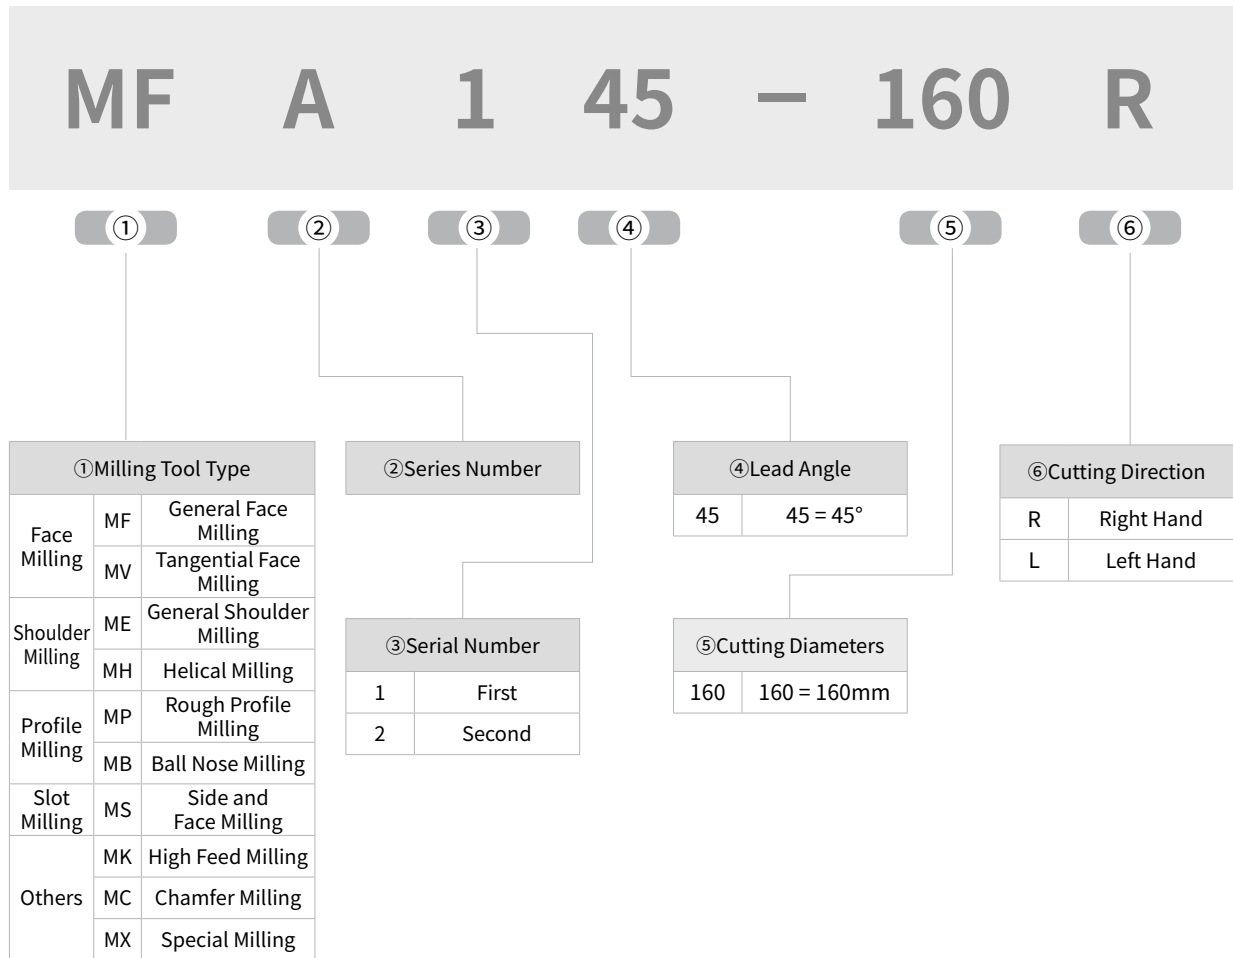 MF A 1 45 – 160 R
① ② ③ ④ ⑤ ⑥
①Milling Tool Type
Face
Milling
MF
General Face
Milling
MV
Tangential Face
Milling
Shoulder
Milling
ME
General Shoulder
Milling
MH
Helical Milling
Profile
Milling
MP
Rough Profile
Milling
MB
Ball Nose Milling
Slot
Milling
MS
Side and
Face Milling
Others
MK
High Feed Milling
MC
Chamfer Milling
MX
Special Milling
②Series Number
③Serial Number
1 First
2 Second
④Lead Angle
45 45 = 45°
⑤Cutting Diameters
160 160 = 160mm
⑥Cutting Direction
R Right Hand
L Left Hand